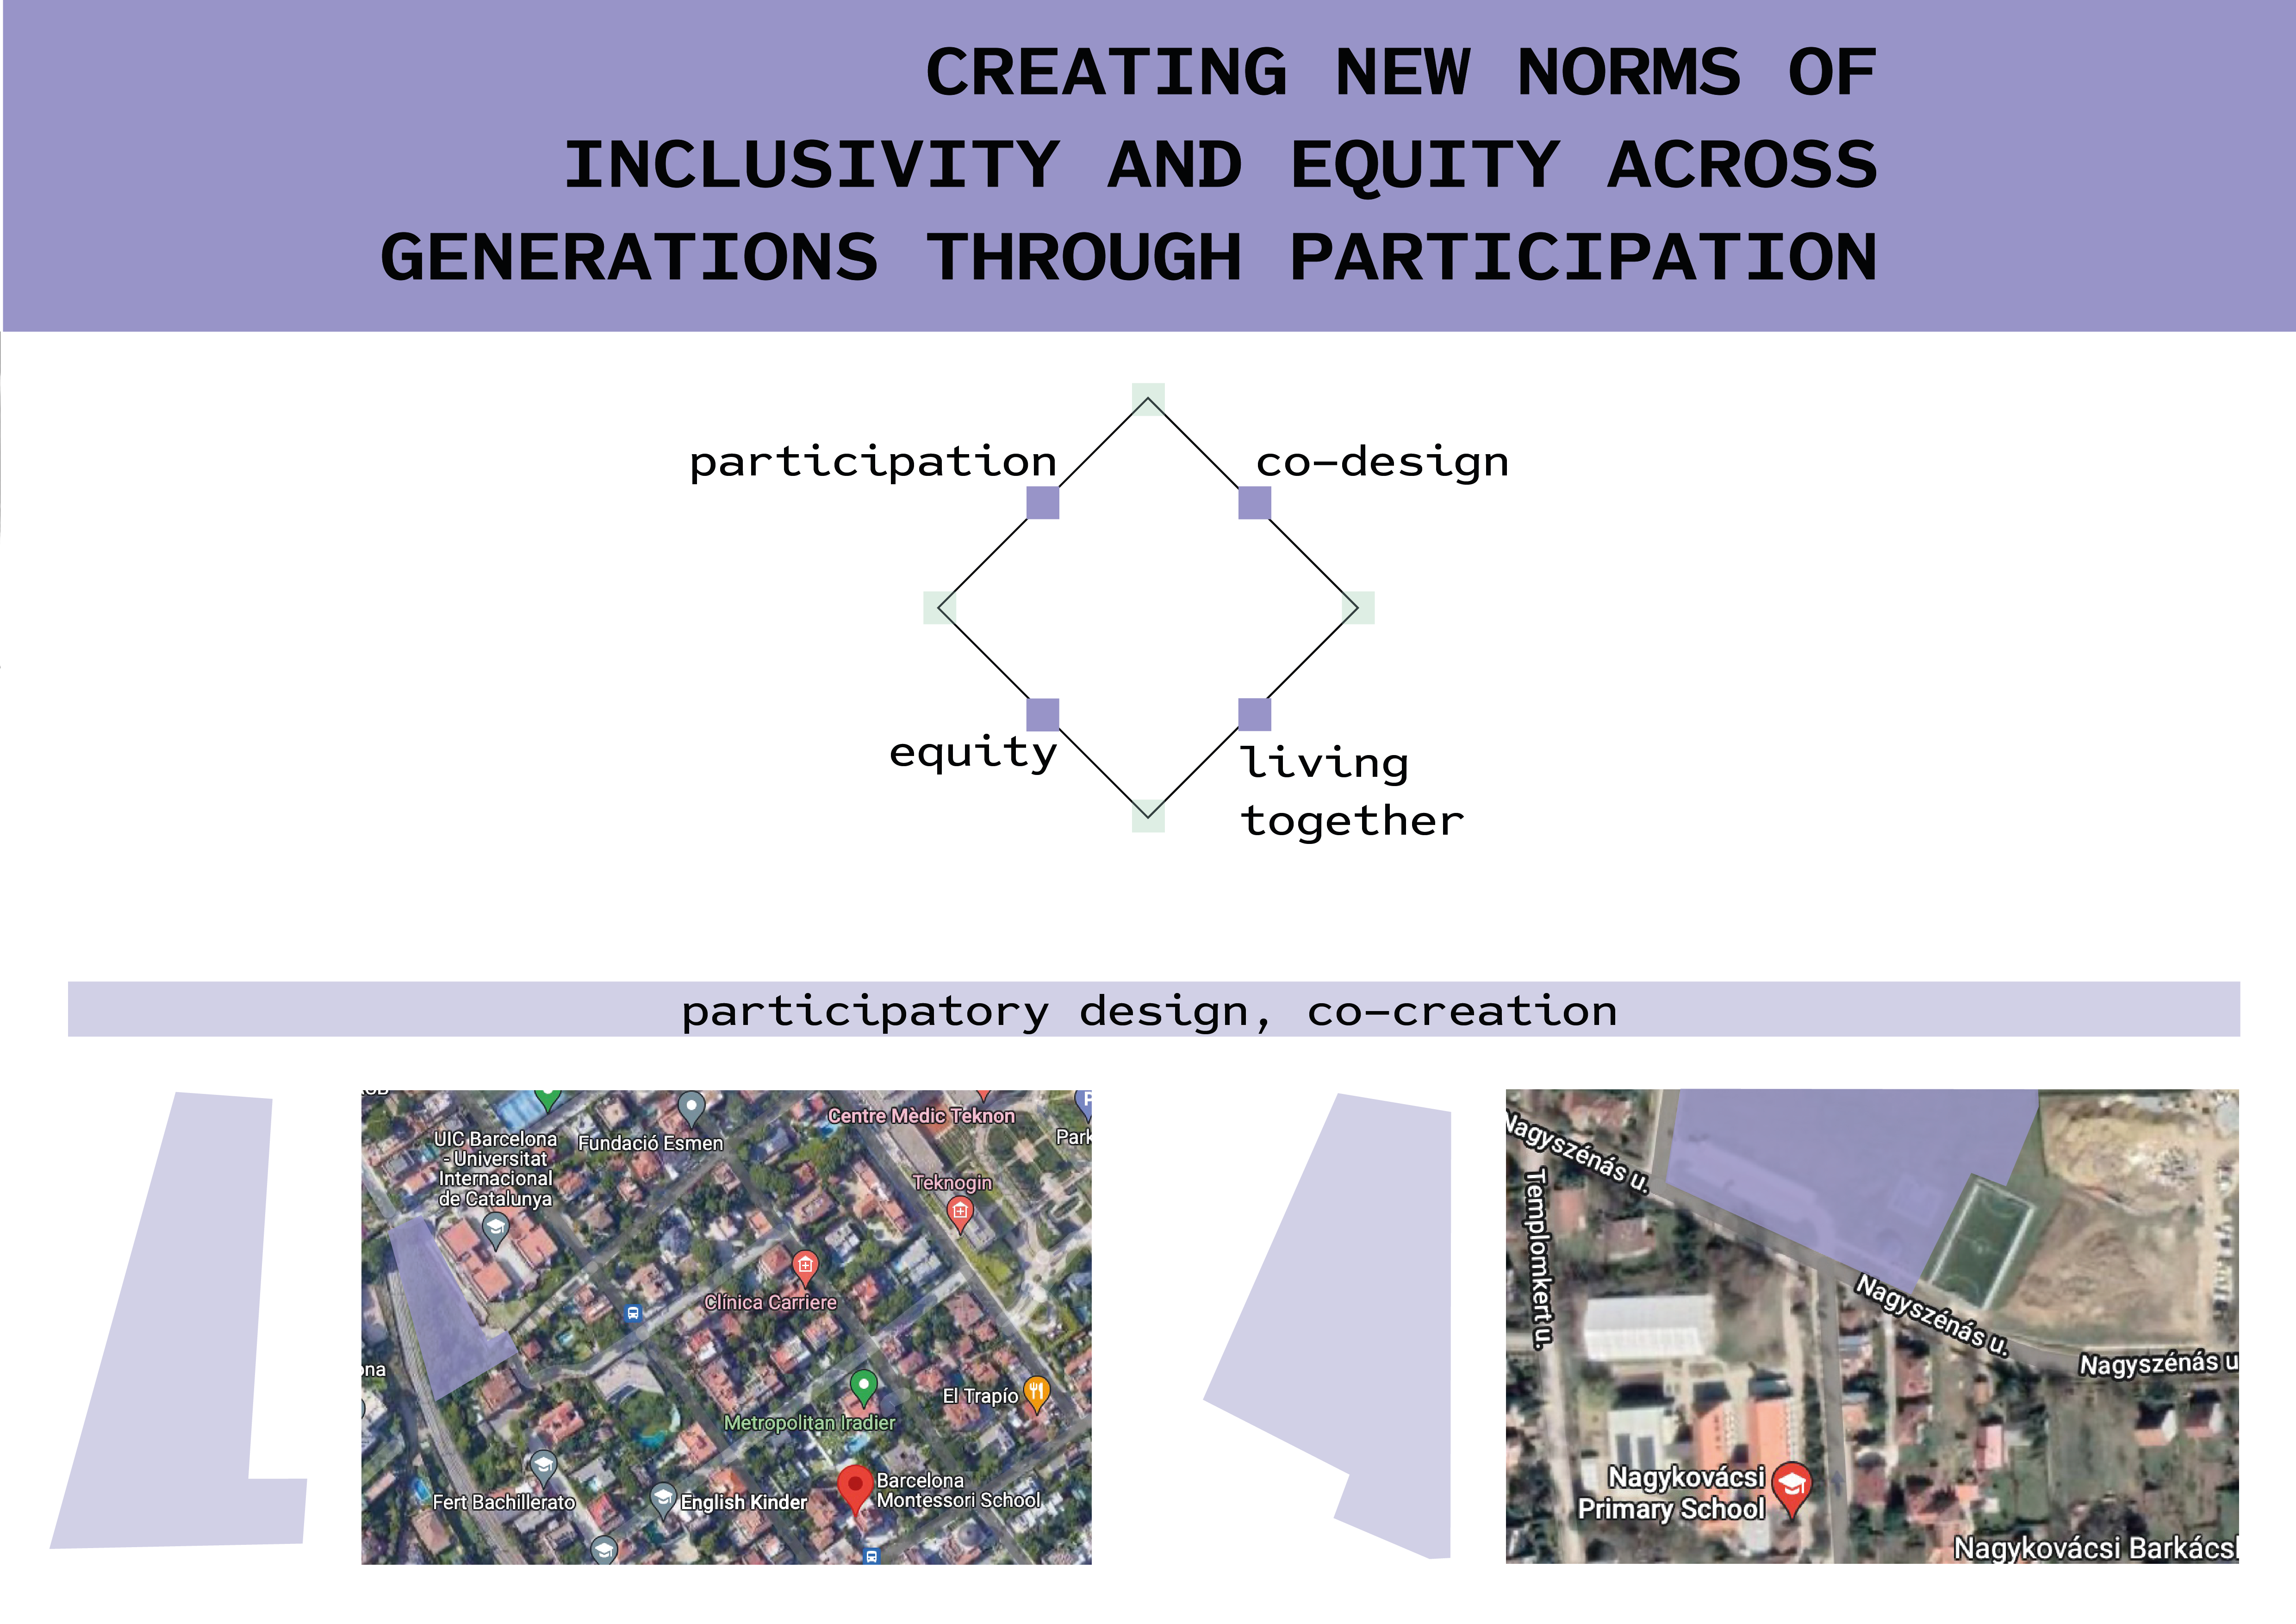 CREATING NEW NORMS OF
INCLUSIVITY AND EQUITY ACROSS
GENERATIONS THROUGH PARTICIPATION
participation
co-design
equity
living
together
participatory design, co-creation
UIC Barcelona
- Universitat
Internacional
de Catalunya
Fundació Esmen
Centre Mèdic Teknon
Park
Teknogin
Clínica Carriere
ona
El Trapío
Metropolitan Iradier
Barcelona
Montessori School
Fert Bachillerato
English Kinder
Nagyszénás u.
Templomkert u.
Nagyszénás u.
Nagyszénás u
Nagykovácsi
Primary School
Nagykovácsi Barkács